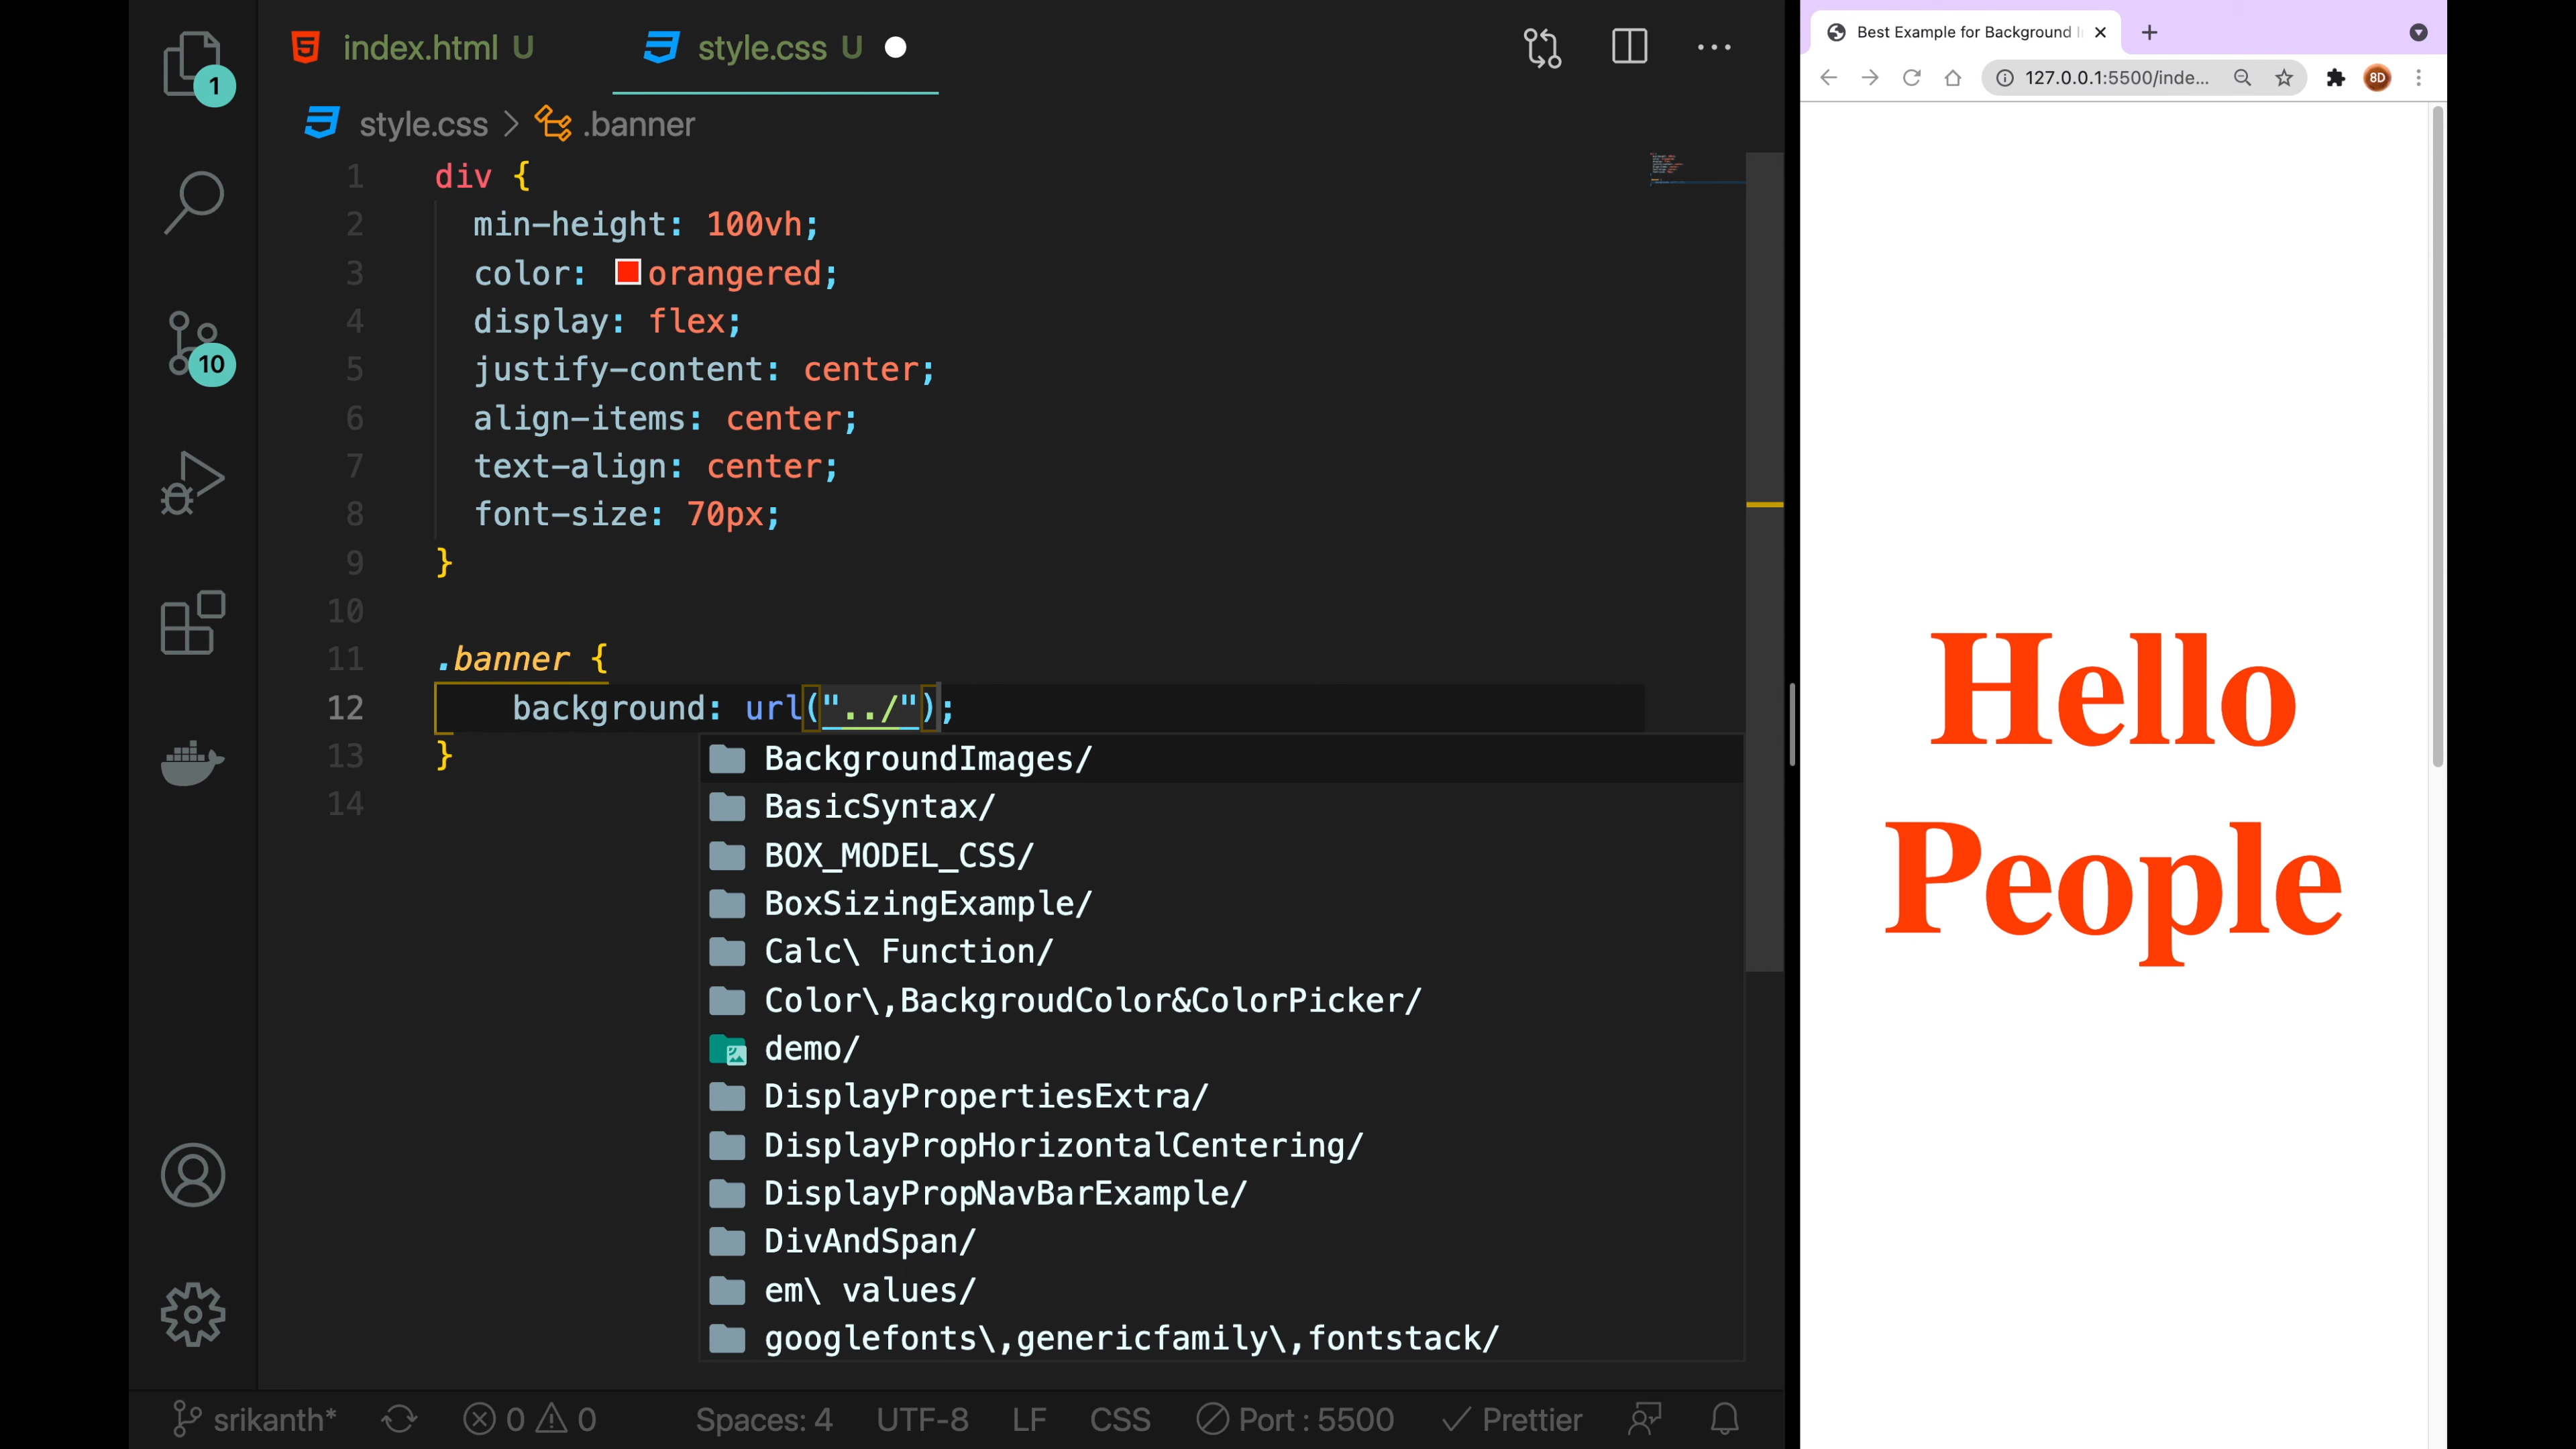 index.html U
style.css U
style.css > .banner
1 div {
2 min-height: 100vh;
3 color: orangered;
4 display: flex;
5 justify-content: center;
6 align-items: center;
7 text-align: center;
8 font-size: 70px;
9 }
10
11 .banner {
12 background: url("../");
13 }
14
BackgroundImages/
BasicSyntax/
BOX_MODEL_CSS/
BoxSizingExample/
Calc\ Function/
Color\,BackgroudColor&ColorPicker/
demo/
DisplayPropertiesExtra/
DisplayPropHorizontalCentering/
DisplayPropNavBarExample/
DivAndSpan/
em\ values/
googlefonts\,genericfamily\,fontstack/
1
10
srikanth* 0 0 Spaces: 4 UTF-8 LF CSS Port : 5500 Prettier
Best Example for Background
127.0.0.1:5500/inde...
8D
Hello
People